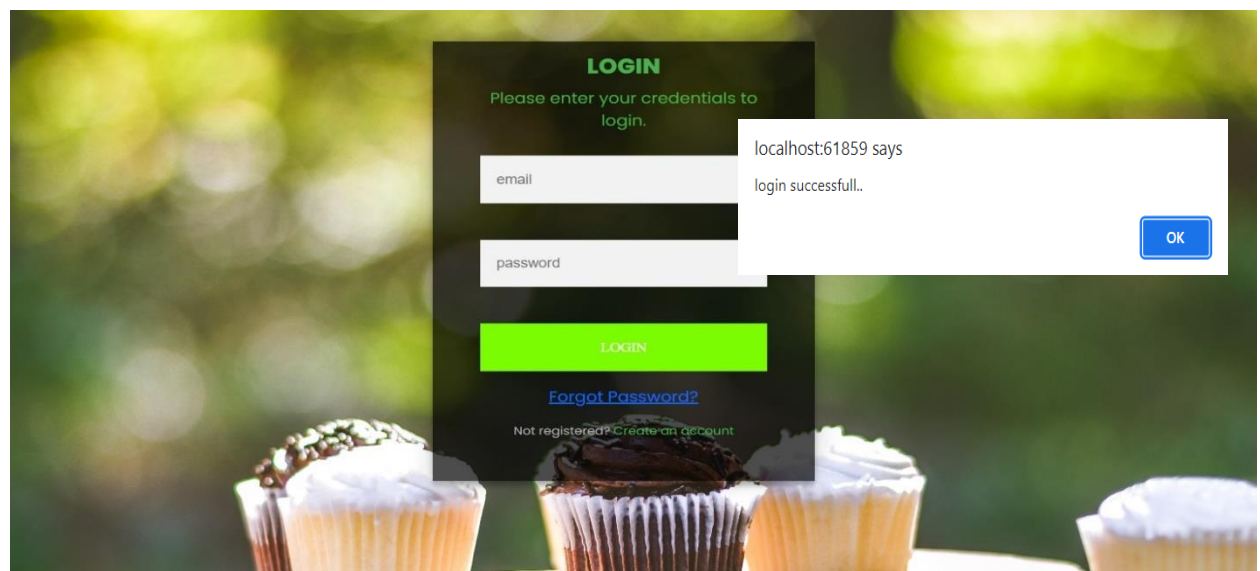 LOGIN
Please enter your credentials to
login.
email
password
LOGIN
Forgot Password?
Not registered? Create an account
localhost:61859 says
login successfull..
OK